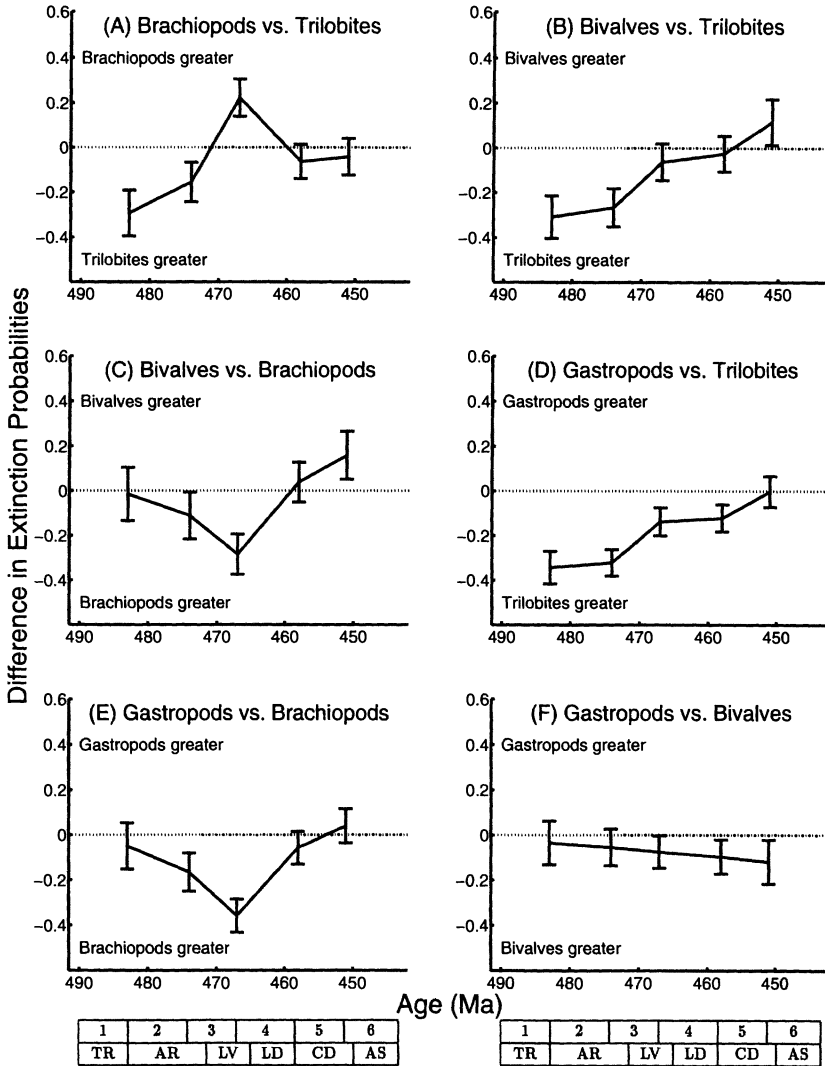 (A) Brachiopods vs. Trilobites
Brachiopods greater
0.6
0.4
0.2
0
−0.2
−0.4
Trilobites greater
490 480 470 460 450
(B) Bivalves vs. Trilobites
Bivalves greater
0.6
0.4
0.2
0
−0.2
−0.4
Trilobites greater
490 480 470 460 450
Difference in Extinction Probabilities
(C) Bivalves vs. Brachiopods
Bivalves greater
0.6
0.4
0.2
0
−0.2
−0.4
Brachiopods greater
490 480 470 460 450
(D) Gastropods vs. Trilobites
Gastropods greater
0.6
0.4
0.2
0
−0.2
−0.4
Trilobites greater
490 480 470 460 450
(E) Gastropods vs. Brachiopods
Gastropods greater
0.6
0.4
0.2
0
−0.2
−0.4
Brachiopods greater
490 480 470 460 450
(F) Gastropods vs. Bivalves
Gastropods greater
0.6
0.4
0.2
0
−0.2
−0.4
Bivalves greater
490 480 470 460 450
Age (Ma)
1 2 3 4 5 6
TR AR LV LD CD AS
1 2 3 4 5 6
TR AR LV LD CD AS